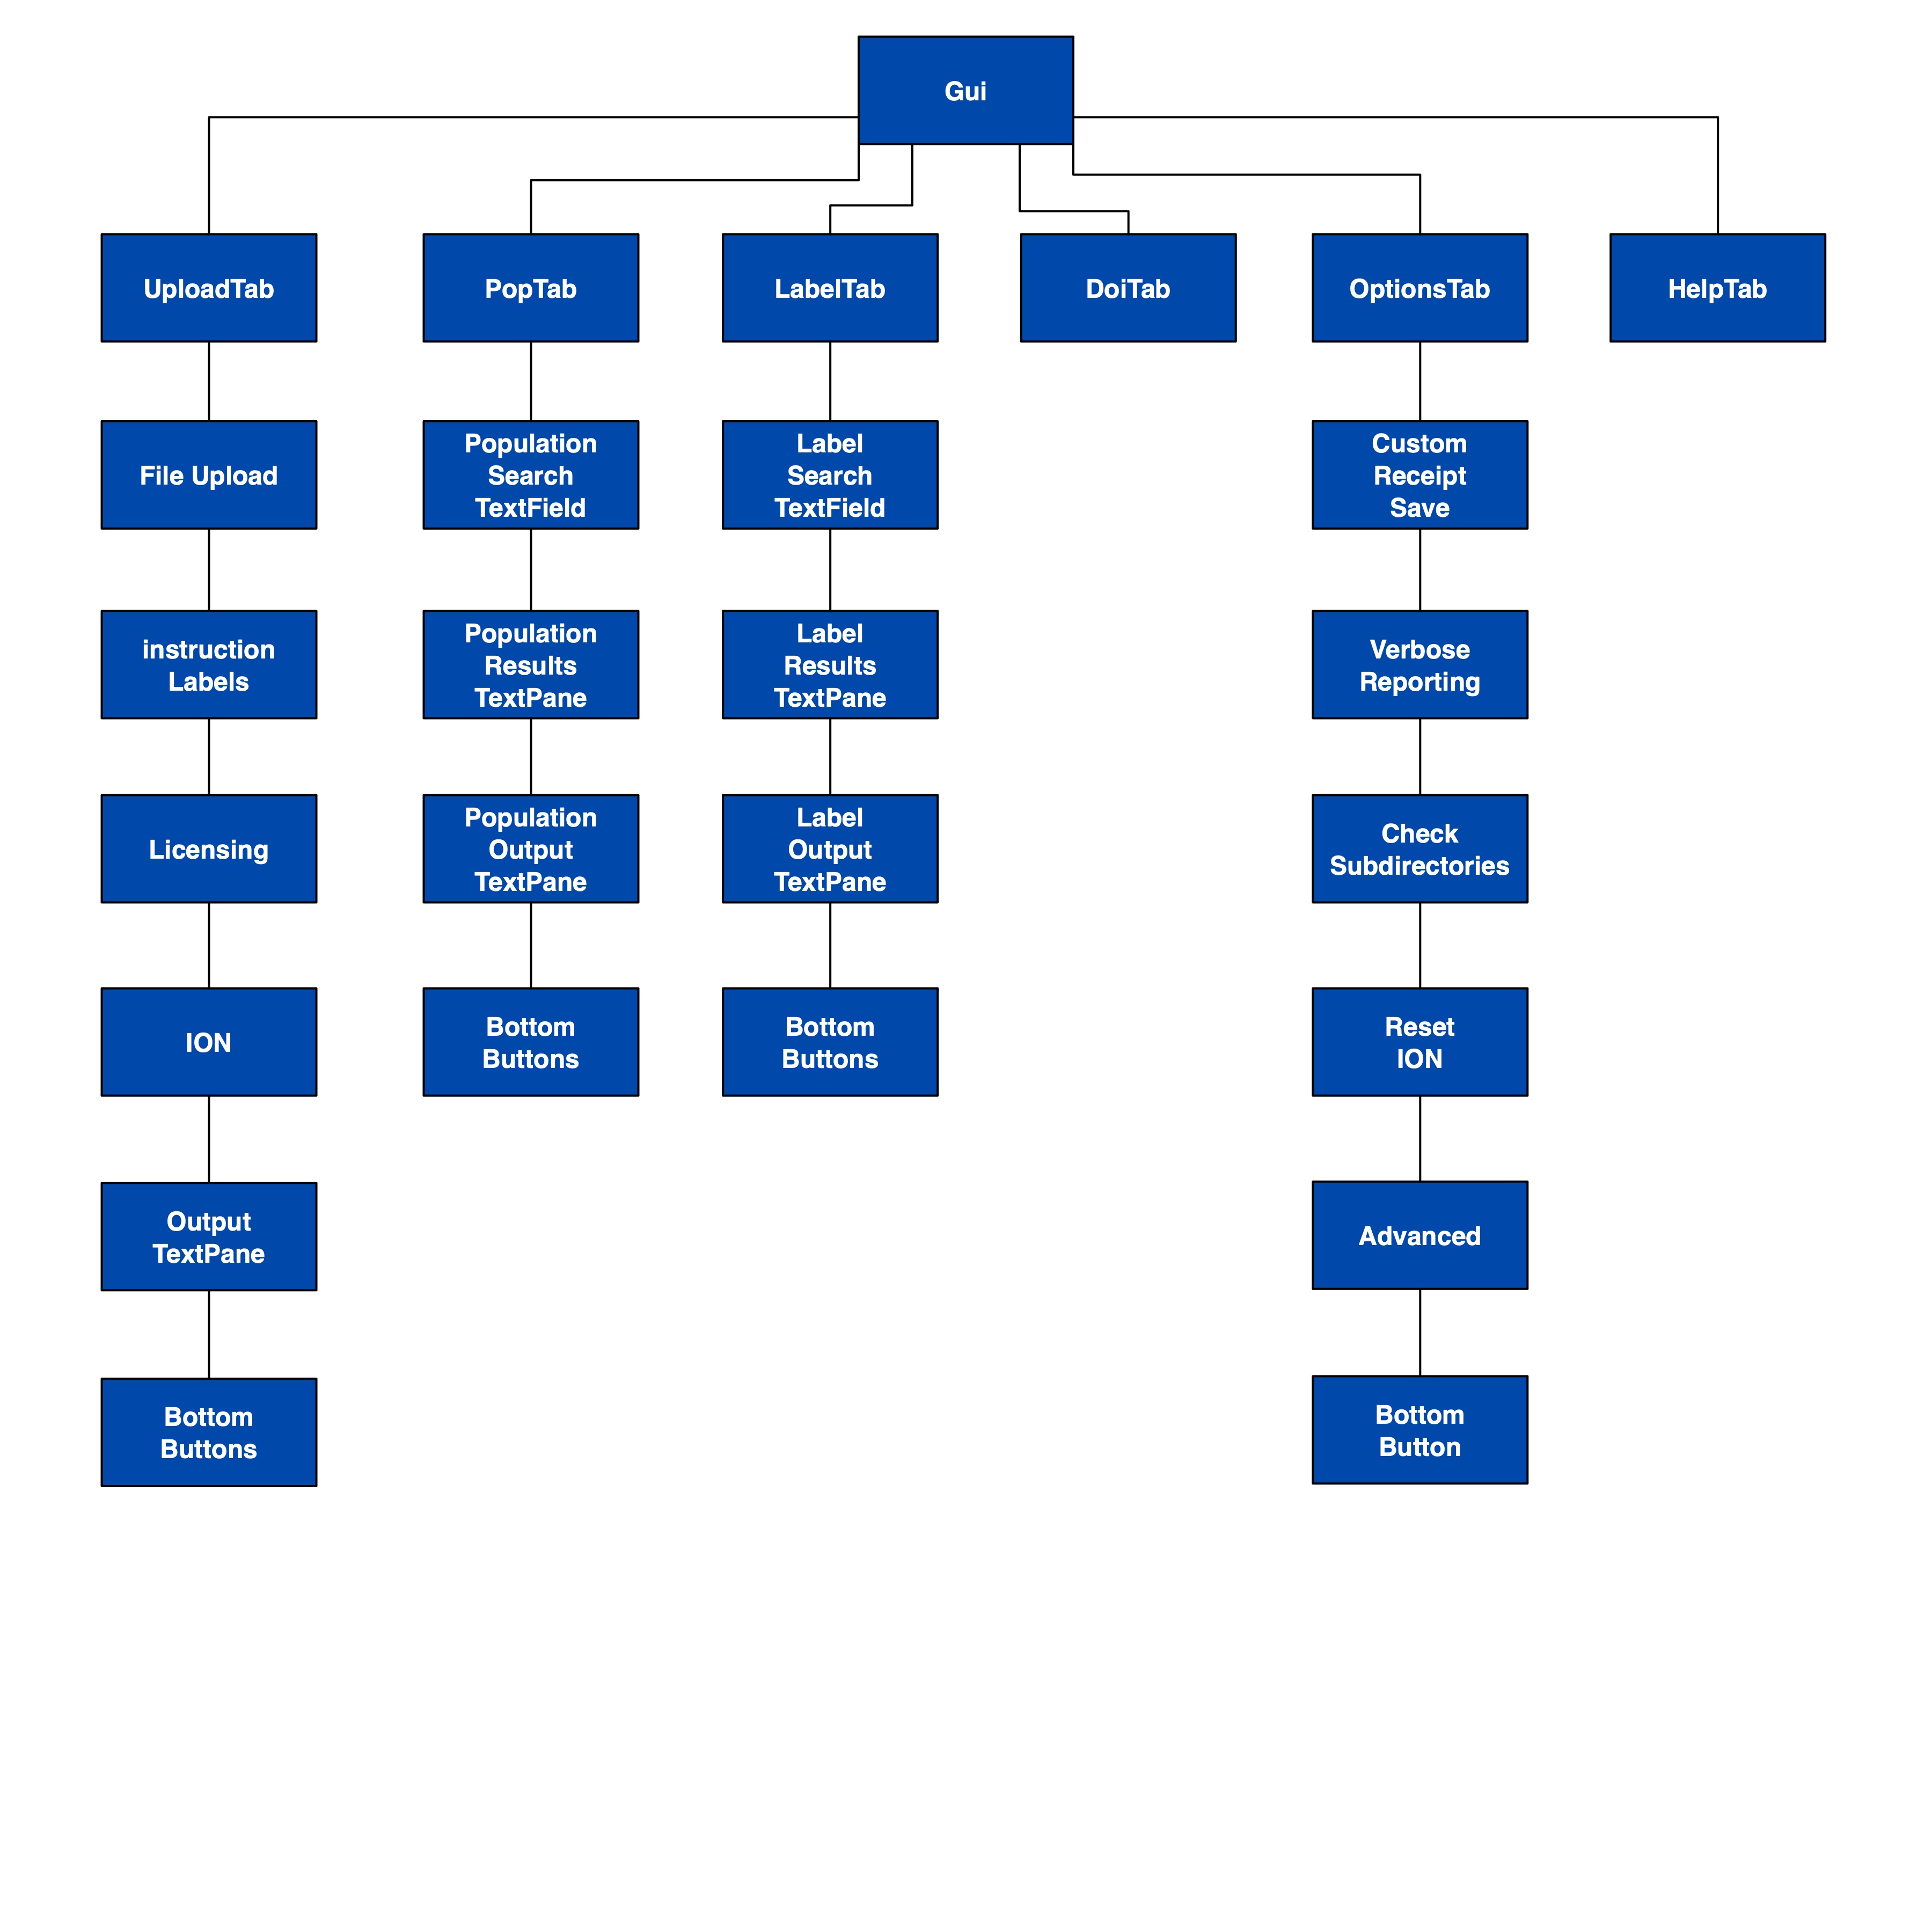 Gui
UploadTab
PopTab
LabelTab
DoiTab
OptionsTab
HelpTab
File Upload
Population
Search
TextField
Label
Search
TextField
Custom
Receipt
Save
instruction
Labels
Population
Results
TextPane
Label
Results
TextPane
Verbose
Reporting
Licensing
Population
Output
TextPane
Label
Output
TextPane
Check
Subdirectories
ION
Bottom
Buttons
Bottom
Buttons
Reset
ION
Output
TextPane
Advanced
Bottom
Buttons
Bottom
Button